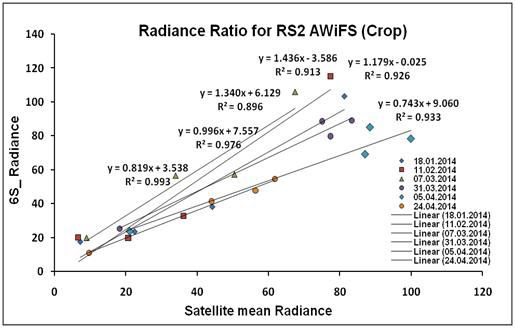 Radiance Ratio for RS2 AWiFS (Crop)
y = 1.436x - 3.586
R² = 0.913
y = 1.179x - 0.025
R² = 0.926
y = 1.340x + 6.129
R² = 0.896
y = 0.743x + 9.060
R² = 0.933
y = 0.996x + 7.557
R² = 0.976
y = 0.819x + 3.538
R² = 0.993
140
120
100
80
60
40
20
0
6S_ Radiance
18.01.2014
11.02.2014
07.03.2014
31.03.2014
05.04.2014
24.04.2014
Linear (18.01.2014)
Linear (11.02.2014)
Linear (07.03.2014)
Linear (31.03.2014)
Linear (05.04.2014)
Linear (24.04.2014)
0 20 40 60 80 100 120
Satellite mean Radiance